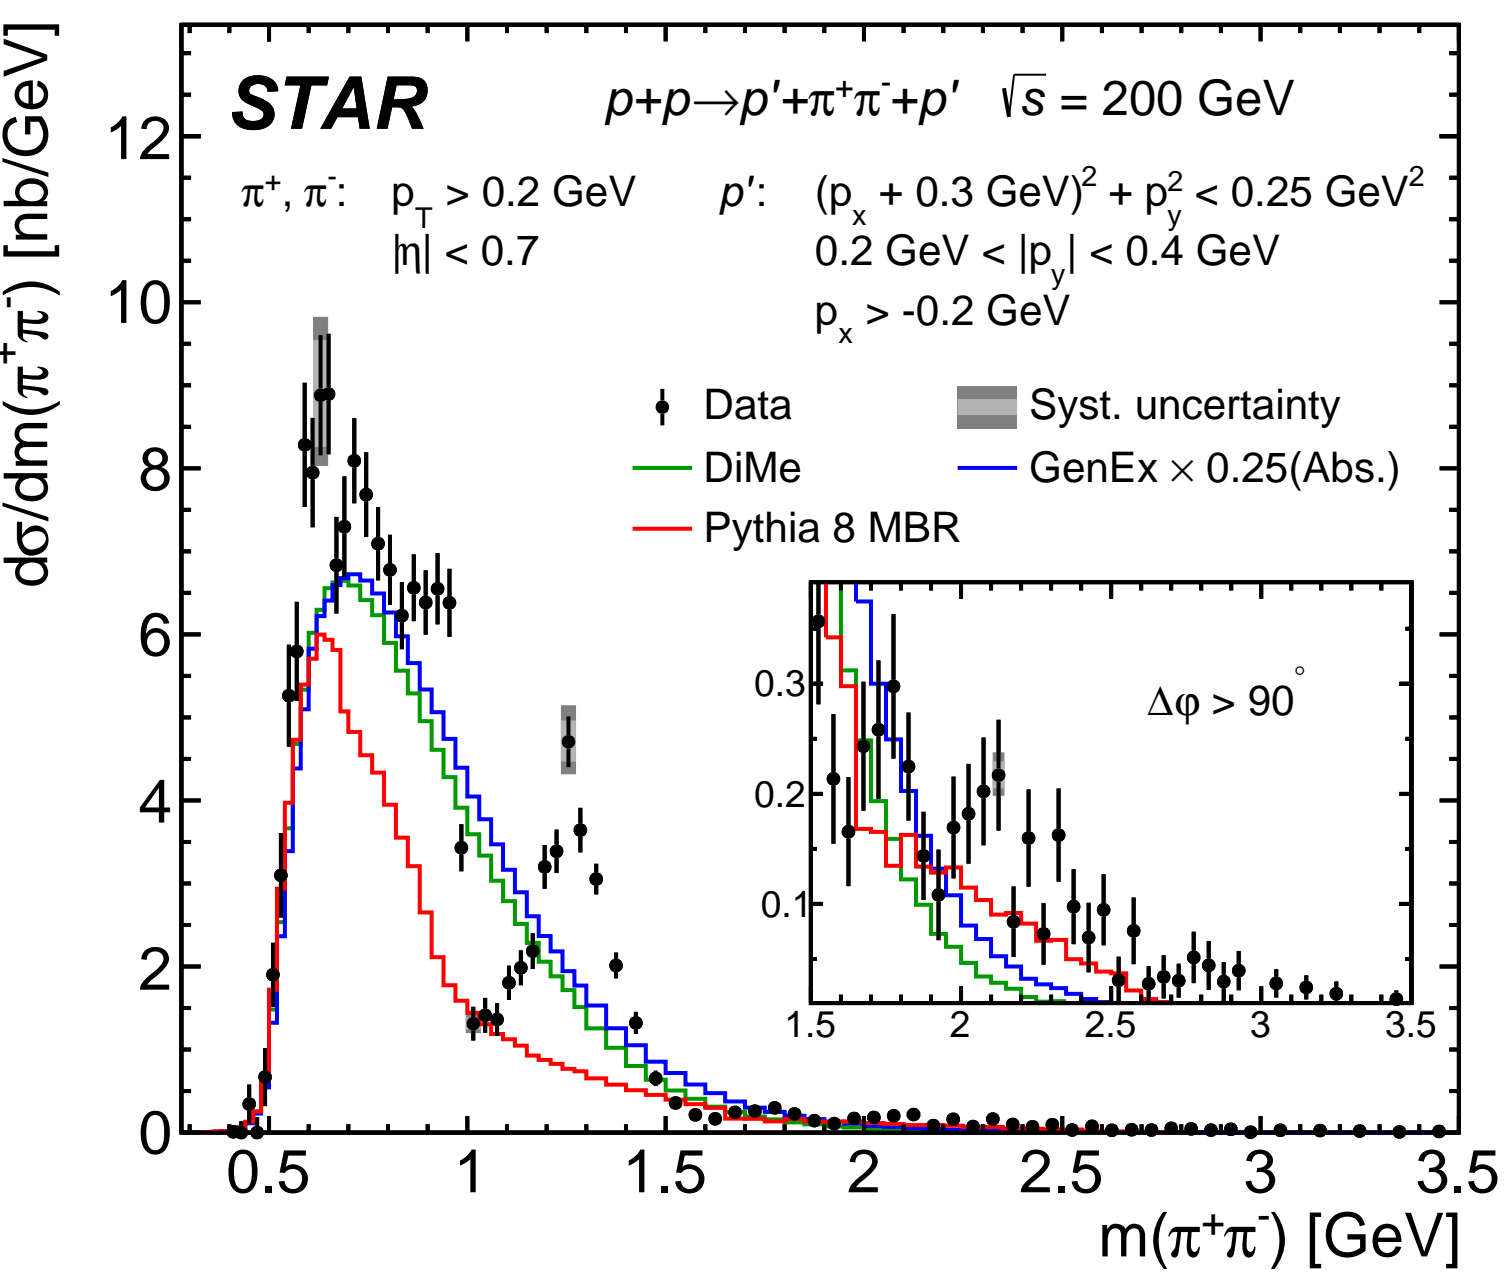 STAR p+p→p′+π⁺π⁻+p′ √s = 200 GeV
π⁺, π⁻: p_T > 0.2 GeV p′: (p_x + 0.3 GeV)² + p_y² < 0.25 GeV²
|η| < 0.7 0.2 GeV < |p_y| < 0.4 GeV
p_x > -0.2 GeV
Data Syst. uncertainty
DiMe GenEx × 0.25(Abs.)
Pythia 8 MBR
dσ/dm(π⁺π⁻) [nb/GeV]
12
10
8
6
4
2
0
Δφ > 90°
0.3
0.2
0.1
1.5 2 2.5 3 3.5
0.5 1 1.5 2 2.5 3 3.5
m(π⁺π⁻) [GeV]